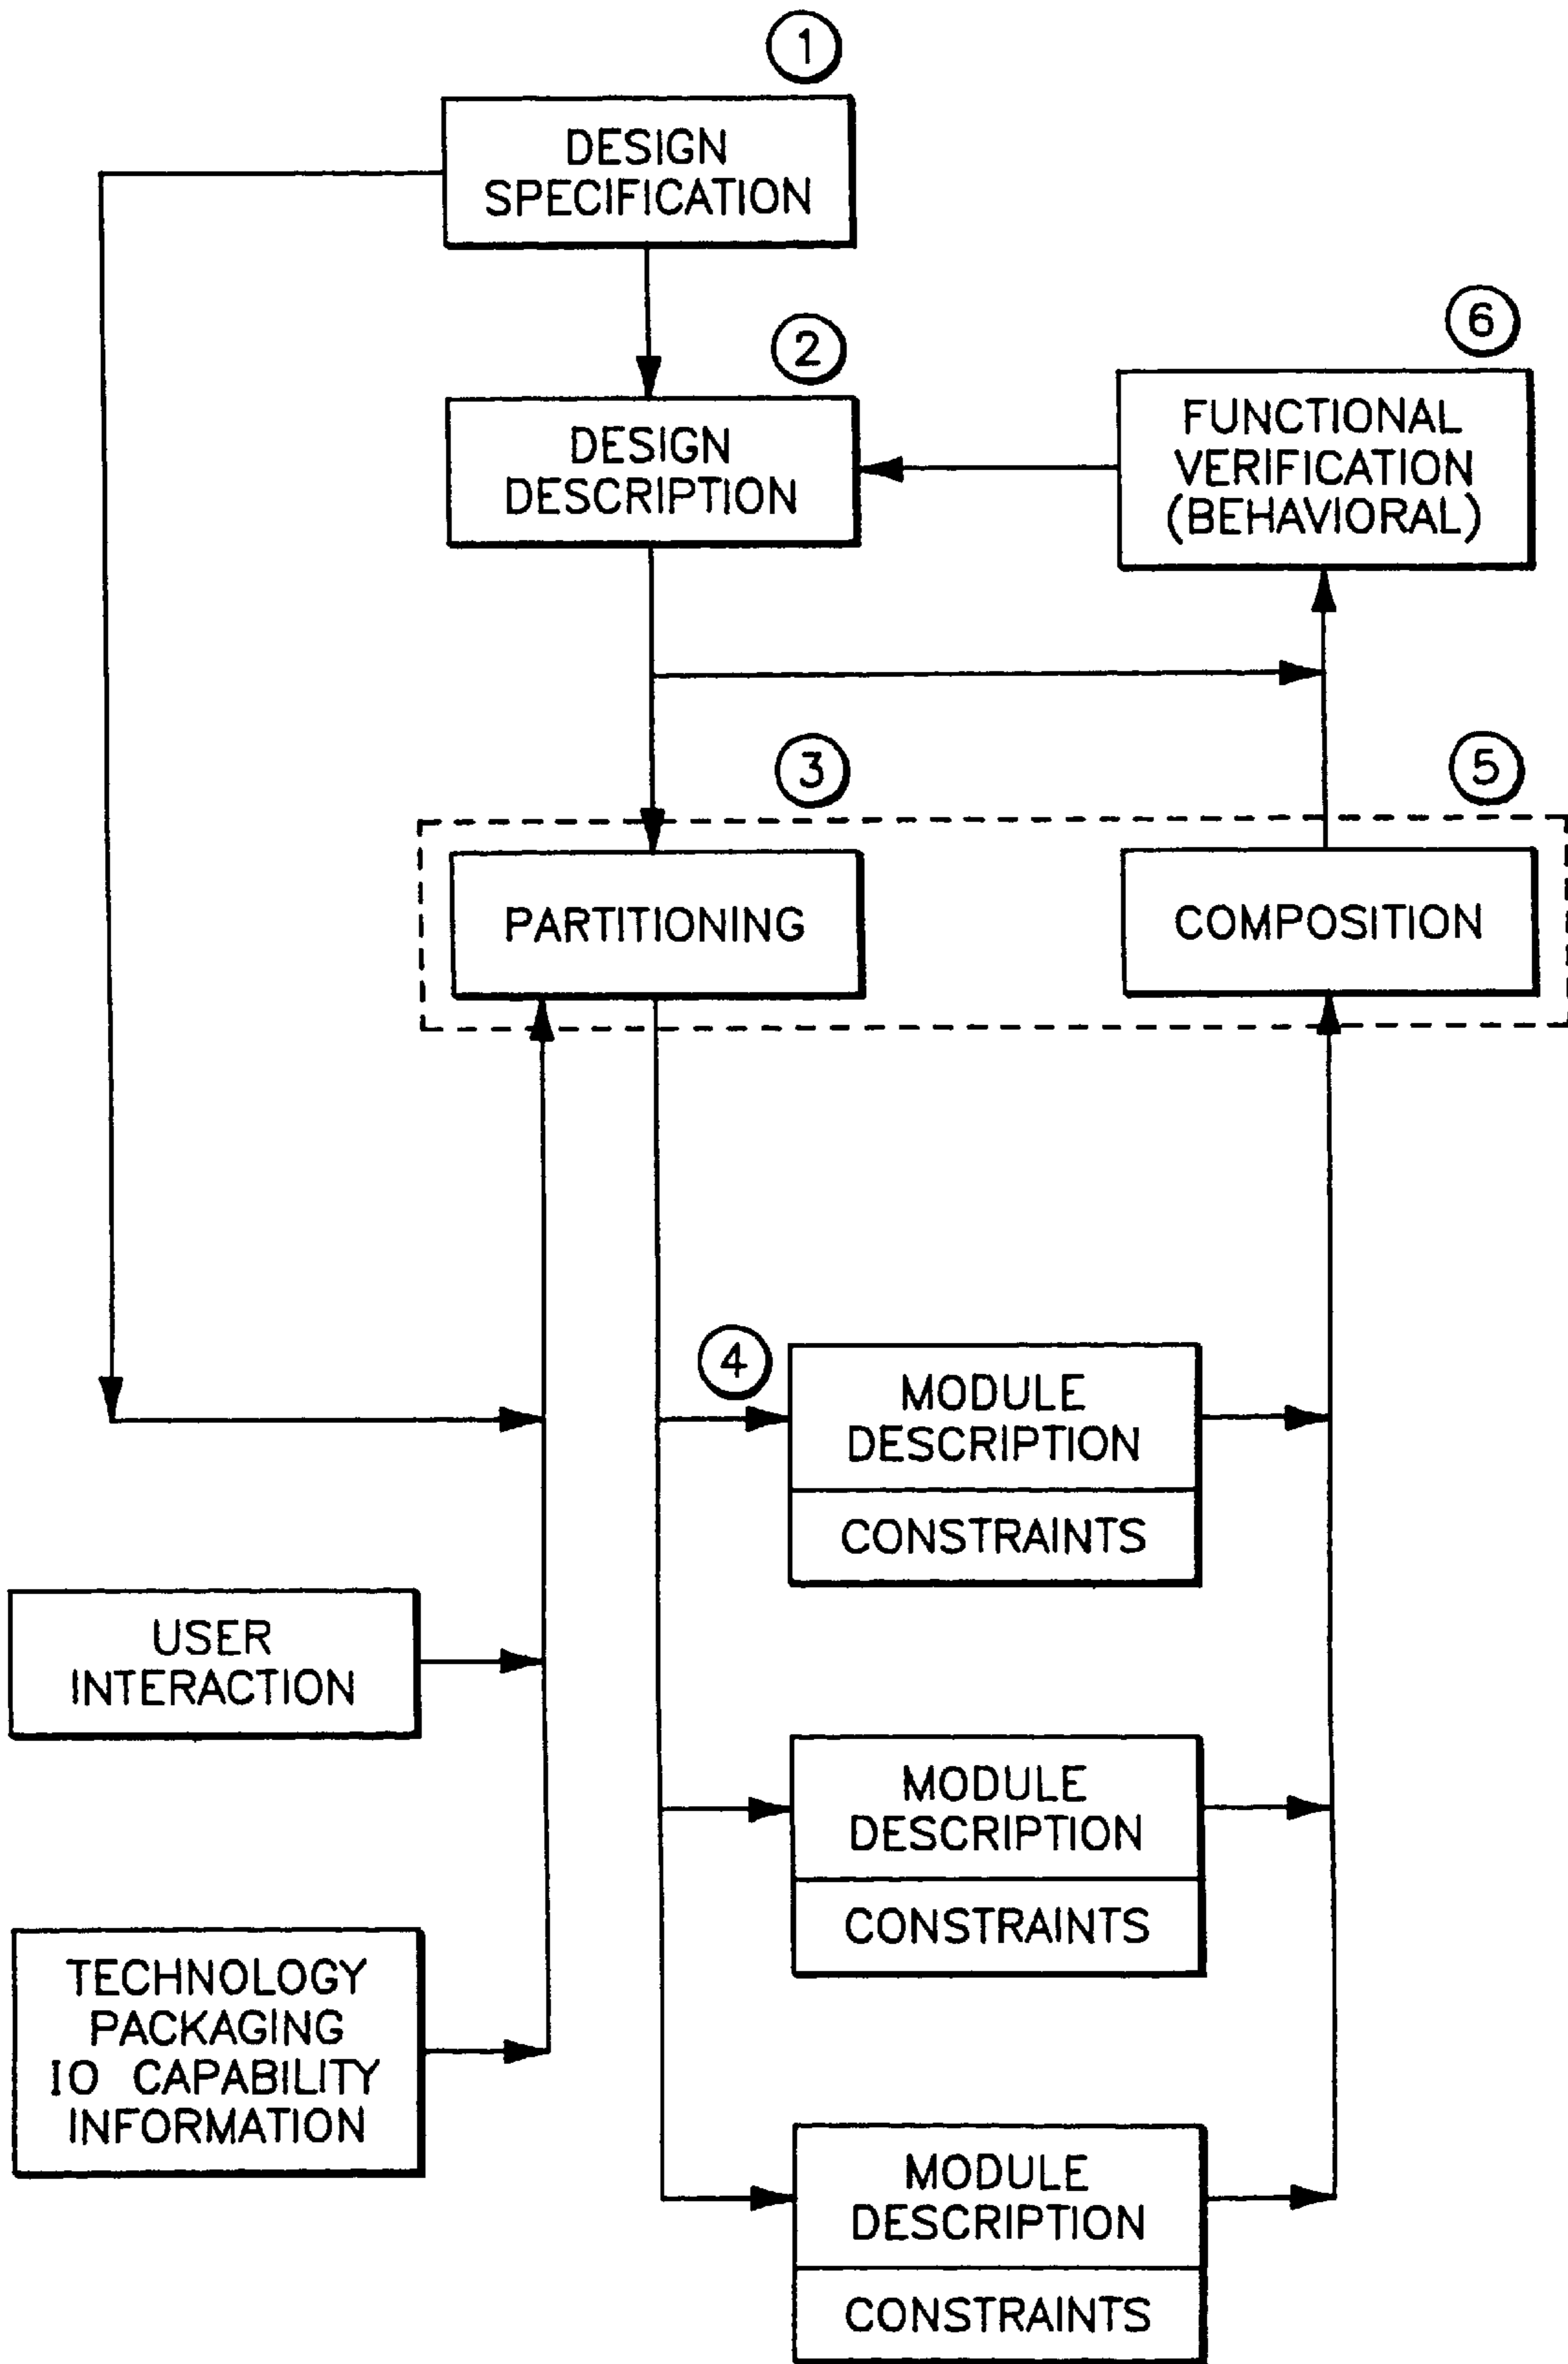 1
DESIGN
SPECIFICATION
2
DESIGN
DESCRIPTION
6
FUNCTIONAL
VERIFICATION
(BEHAVIORAL)
3
PARTITIONING
5
COMPOSITION
4
MODULE
DESCRIPTION
CONSTRAINTS
USER
INTERACTION
MODULE
DESCRIPTION
CONSTRAINTS
TECHNOLOGY
PACKAGING
IO CAPABILITY
INFORMATION
MODULE
DESCRIPTION
CONSTRAINTS